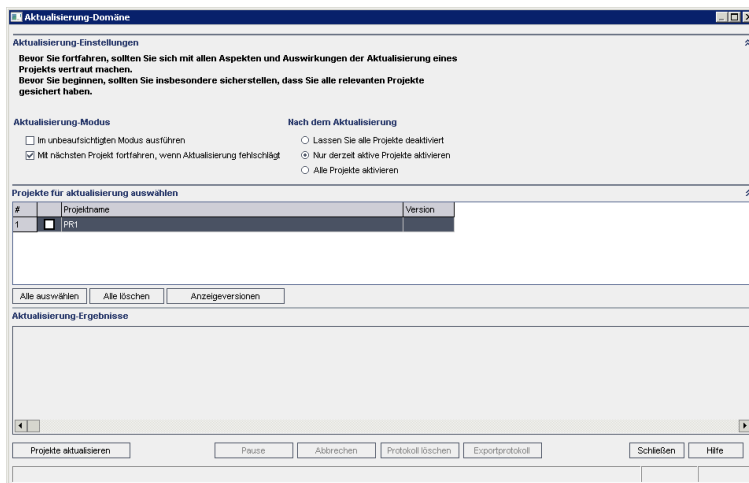 Aktualisierung-Domäne
Aktualisierung-Einstellungen
Bevor Sie fortfahren, sollten Sie sich mit allen Aspekten und Auswirkungen der Aktualisierung eines
Projekts vertraut machen.
Bevor Sie beginnen, sollten Sie insbesondere sicherstellen, dass Sie alle relevanten Projekte
gesichert haben.
Aktualisierung-Modus
Im unbeaufsichtigten Modus ausführen
Mit nächsten Projekt fortfahren, wenn Aktualisierung fehlschlägt
Nach dem Aktualisierung
Lassen Sie alle Projekte deaktiviert
Nur derzeit aktive Projekte aktivieren
Alle Projekte aktivieren
Projekte für aktualisierung auswählen
# Projektname Version
1 PR1
Alle auswählen Alle löschen Anzeigeversionen
Aktualisierung-Ergebnisse
Projekte aktualisieren Pause Abbrechen Protokoll löschen Exportprotokoll Schließen Hilfe